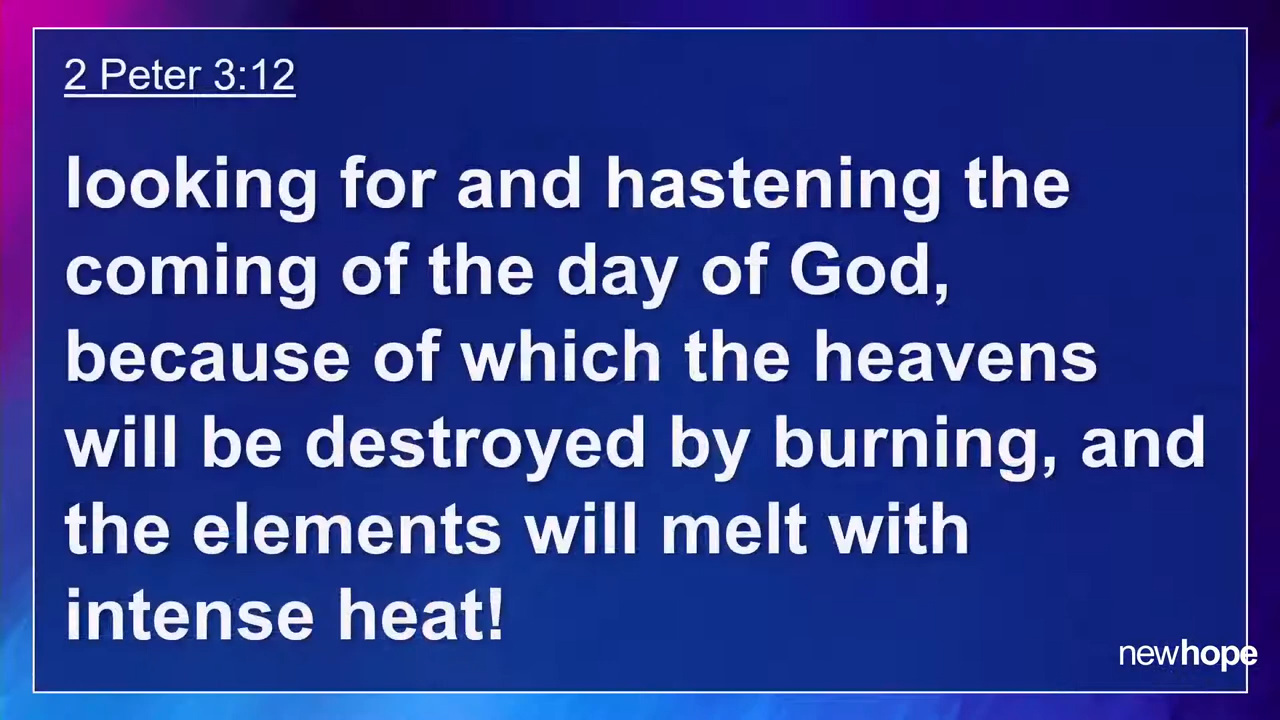 2 Peter 3:12
looking for and hastening the
coming of the day of God,
because of which the heavens
will be destroyed by burning, and
the elements will melt with
intense heat!
newhope